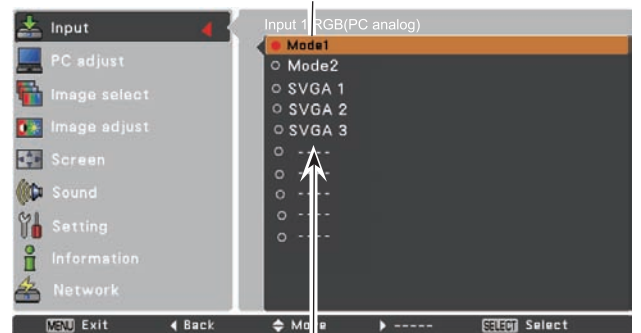 Input
PC adjust
Image select
Image adjust
Screen
Sound
Setting
Information
Network
Input 1 RGB(PC analog)
Mode1
Mode2
SVGA 1
SVGA 2
SVGA 3
----
----
----
----
----
MENU Exit
Back
Move
-----
SELECT Select